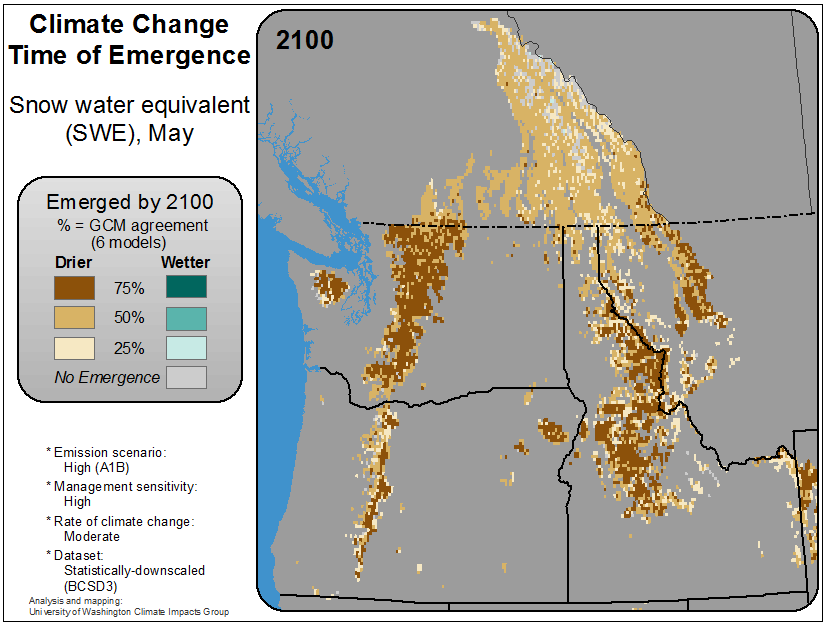 Climate Change
Time of Emergence
Snow water equivalent
(SWE), May
Emerged by 2100
% = GCM agreement
(6 models)
Drier Wetter
75%
50%
25%
No Emergence
* Emission scenario:
High (A1B)
* Management sensitivity:
High
* Rate of climate change:
Moderate
* Dataset:
Statistically-downscaled
(BCSD3)
Analysis and mapping:
University of Washington Climate Impacts Group
2100